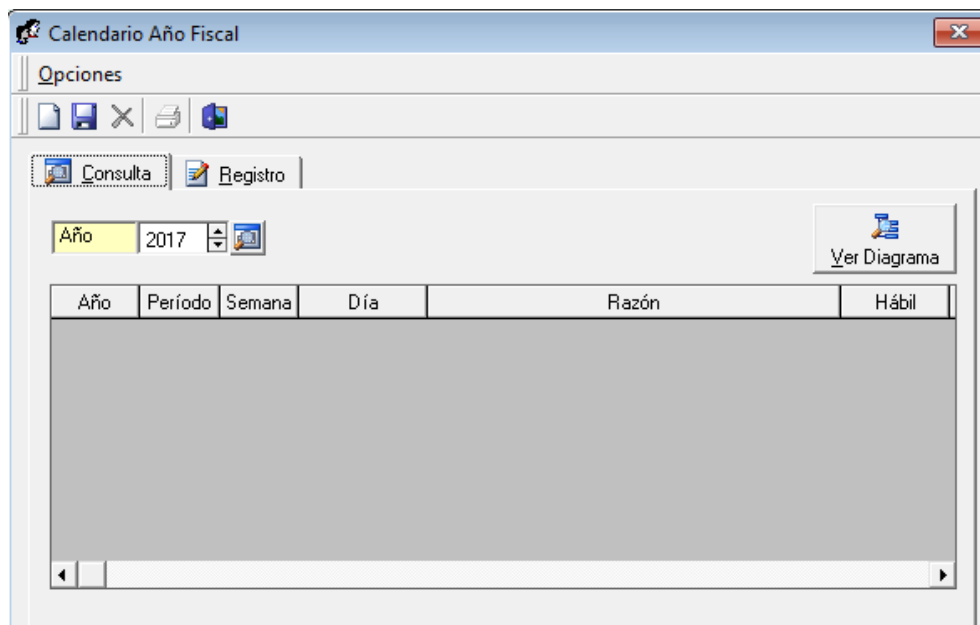 Calendario Año Fiscal
Opciones
Consulta Registro
Año 2017
Ver Diagrama
Año Período Semana Día Razón Hábil